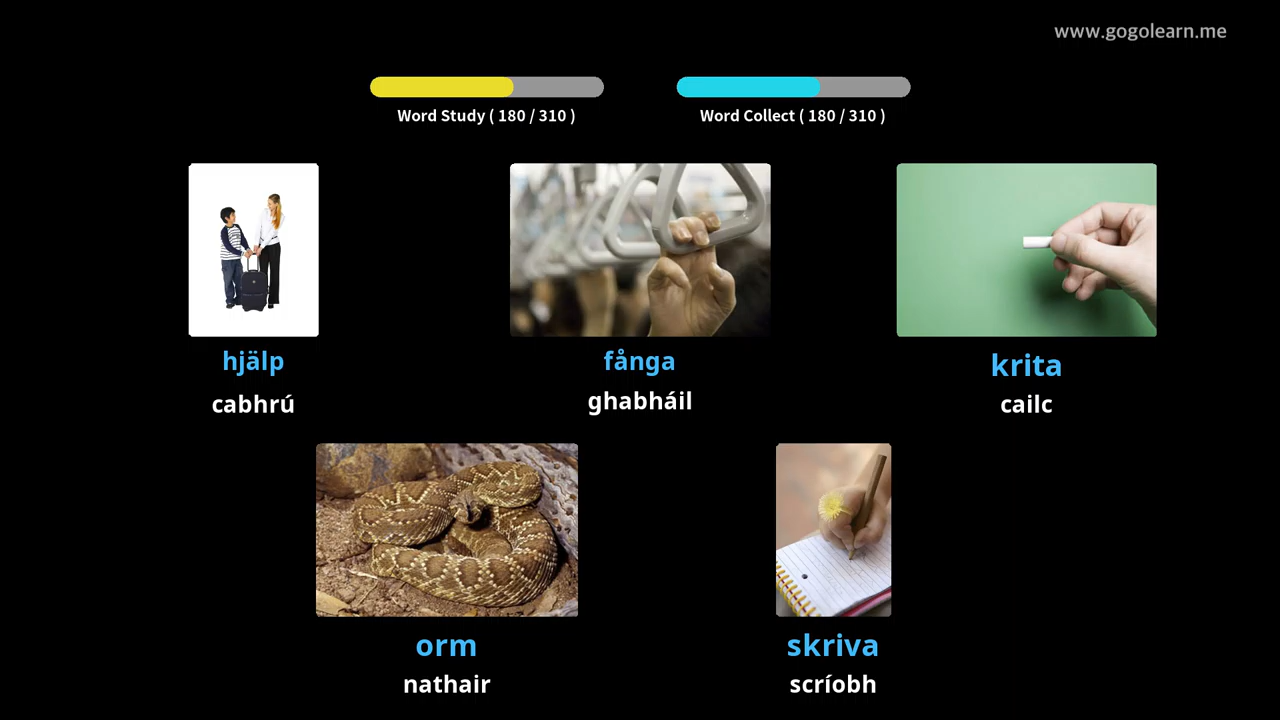 www.gogolearn.me
Word Study ( 180 / 310 )
Word Collect ( 180 / 310 )
hjälp
cabhrú
fånga
ghabháil
krita
cailc
orm
nathair
skriva
scríobh